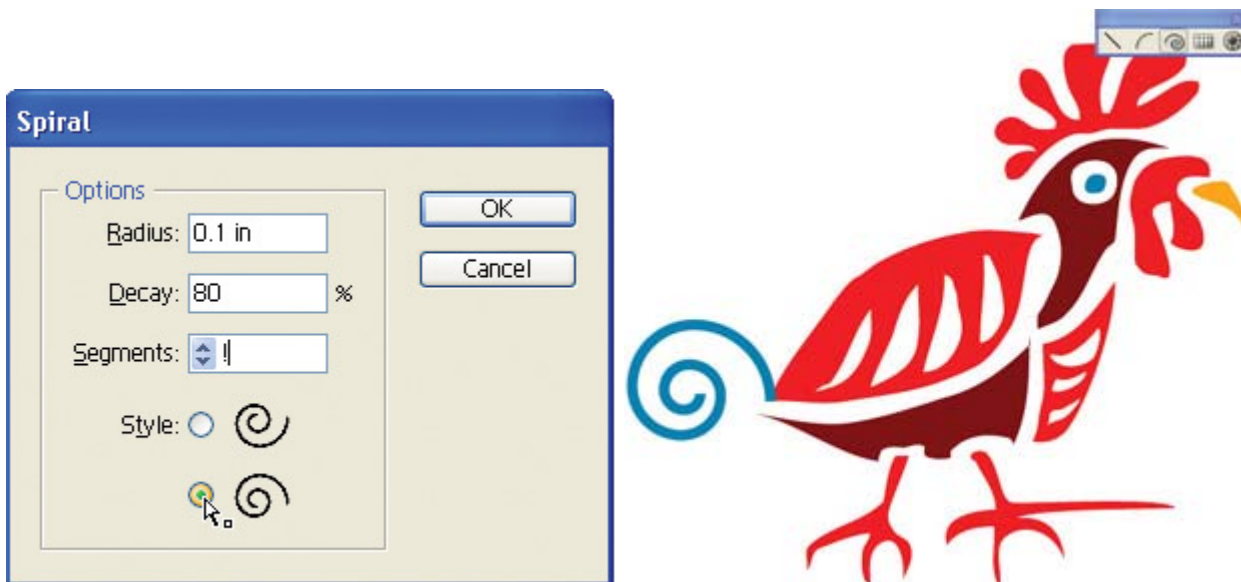 Spiral
Options
Radius: 0.1 in
OK
Decay: 80 %
Cancel
Segments:
Style: